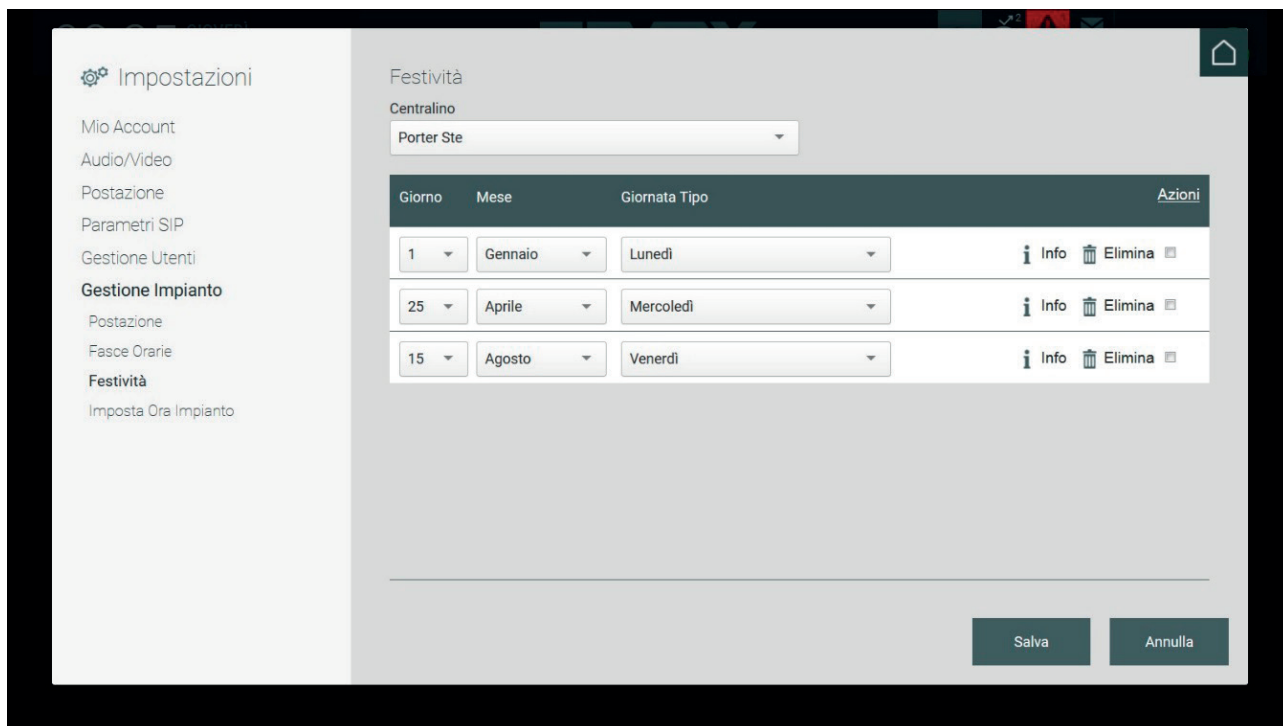 Impostazioni
Mio Account
Audio/Video
Postazione
Parametri SIP
Gestione Utenti
Gestione Impianto
Postazione
Fasce Orarie
Festività
Imposta Ora Impianto
Festività
Centralino
Porter Ste
Giorno Mese Giornata Tipo Azioni
1 Gennaio Lunedì Info Elimina
25 Aprile Mercoledì Info Elimina
15 Agosto Venerdì Info Elimina
Salva Annulla